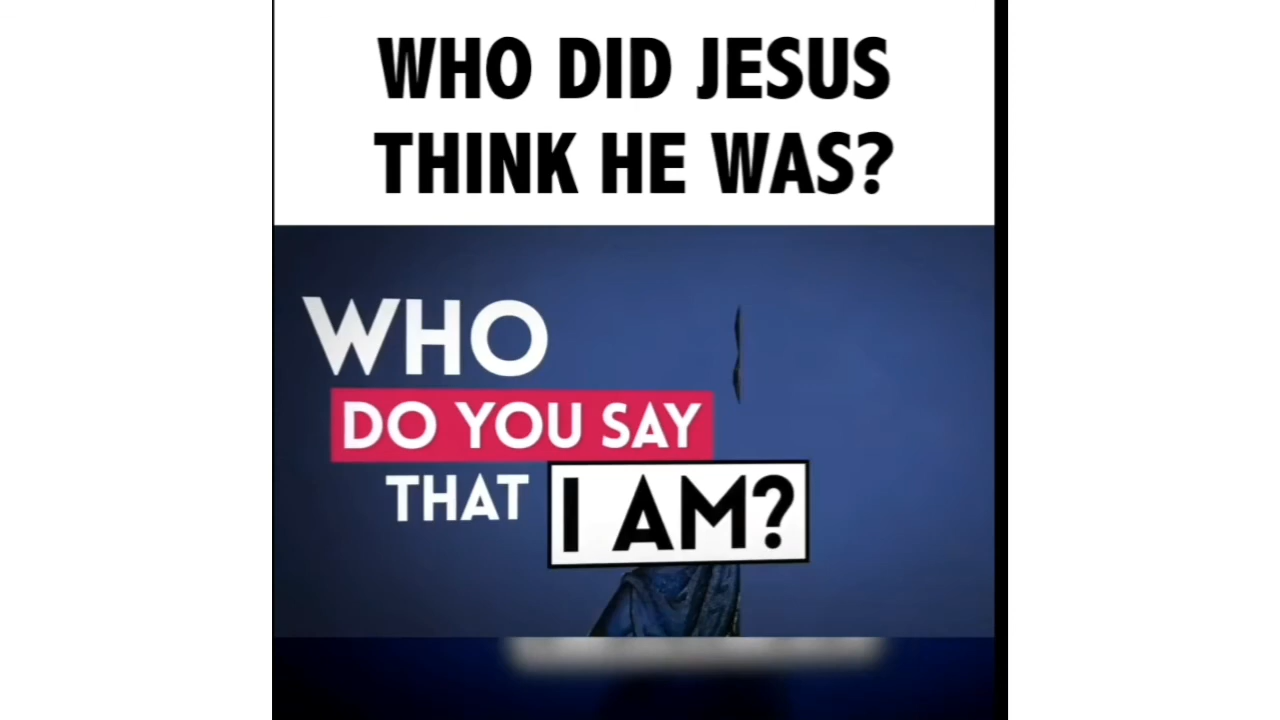 WHO DID JESUS
THINK HE WAS?
WHO
DO YOU SAY
THAT I AM?